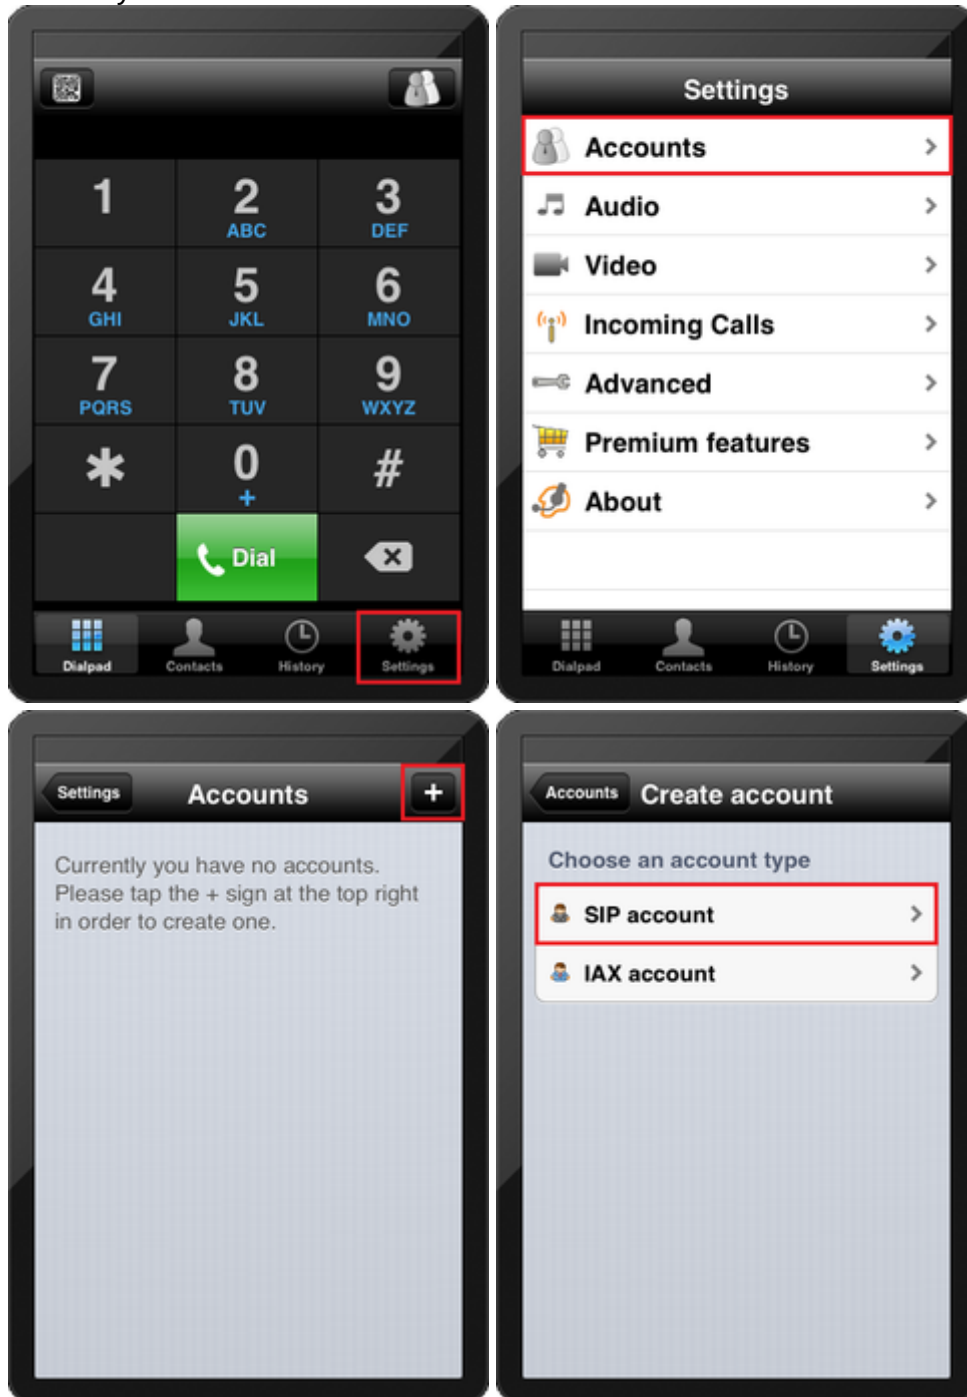 1 2 3
ABC DEF
4 5 6
GHI JKL MNO
7 8 9
PQRS TUV WXYZ
* 0 #
+
Dial
Dialpad Contacts History Settings
Settings
Accounts
Audio
Video
Incoming Calls
Advanced
Premium features
About
Dialpad Contacts History Settings
Settings Accounts +
Currently you have no accounts.
Please tap the + sign at the top right
in order to create one.
Accounts Create account
Choose an account type
SIP account
IAX account